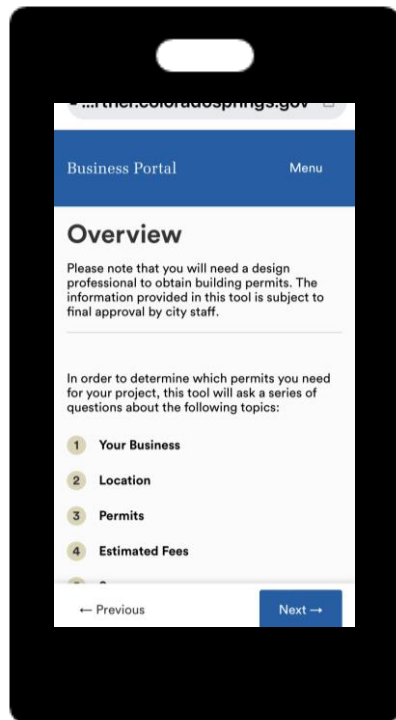 ...rtner.coloradosprings.gov
Business Portal
Menu
Overview
Please note that you will need a design
professional to obtain building permits. The
information provided in this tool is subject to
final approval by city staff.
In order to determine which permits you need
for your project, this tool will ask a series of
questions about the following topics:
1 Your Business
2 Location
3 Permits
4 Estimated Fees
← Previous
Next →